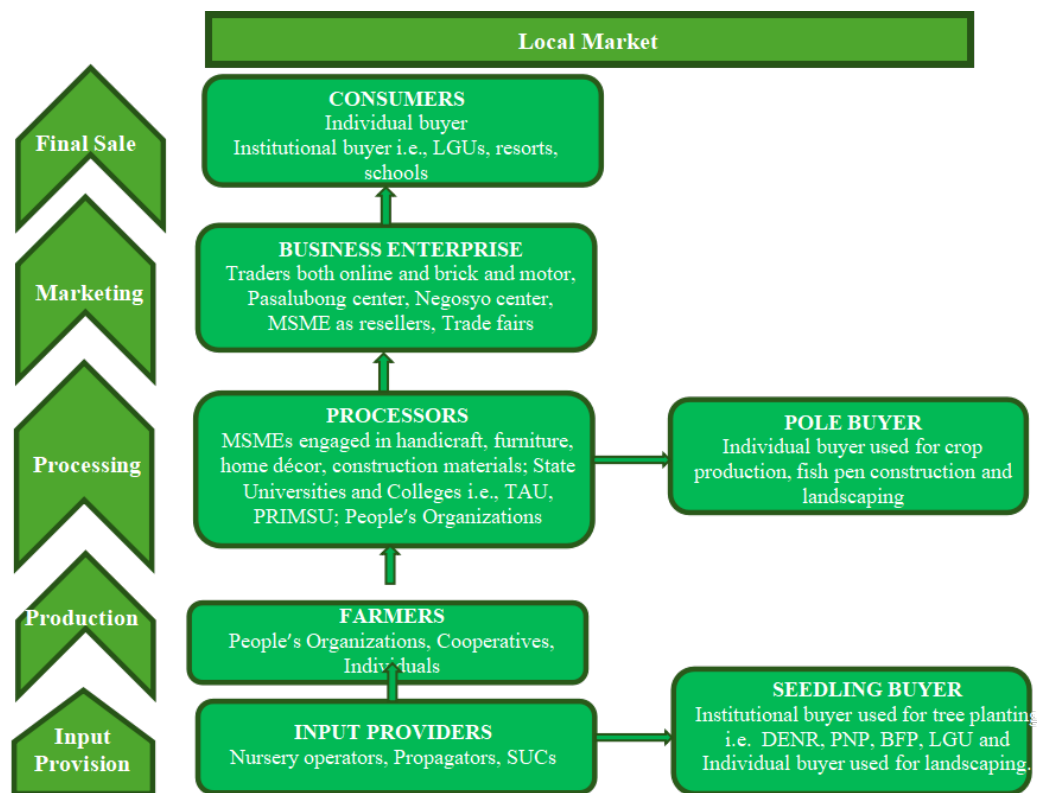 Local Market
Final Sale
CONSUMERS
Individual buyer
Institutional buyer i.e., LGUs, resorts,
schools
Marketing
BUSINESS ENTERPRISE
Traders both online and brick and motor,
Pasalubong center, Negosyo center,
MSME as resellers, Trade fairs
Processing
PROCESSORS
MSMEs engaged in handicraft, furniture,
home décor, construction materials; State
Universities and Colleges i.e., TAU,
PRIMSU; People's Organizations
POLE BUYER
Individual buyer used for crop
production, fish pen construction and
landscaping
Production
FARMERS
People's Organizations, Cooperatives,
Individuals
Input
Provision
INPUT PROVIDERS
Nursery operators, Propagators, SUCs
SEEDLING BUYER
Institutional buyer used for tree planting
i.e. DENR, PNP, BFP, LGU and
Individual buyer used for landscaping.